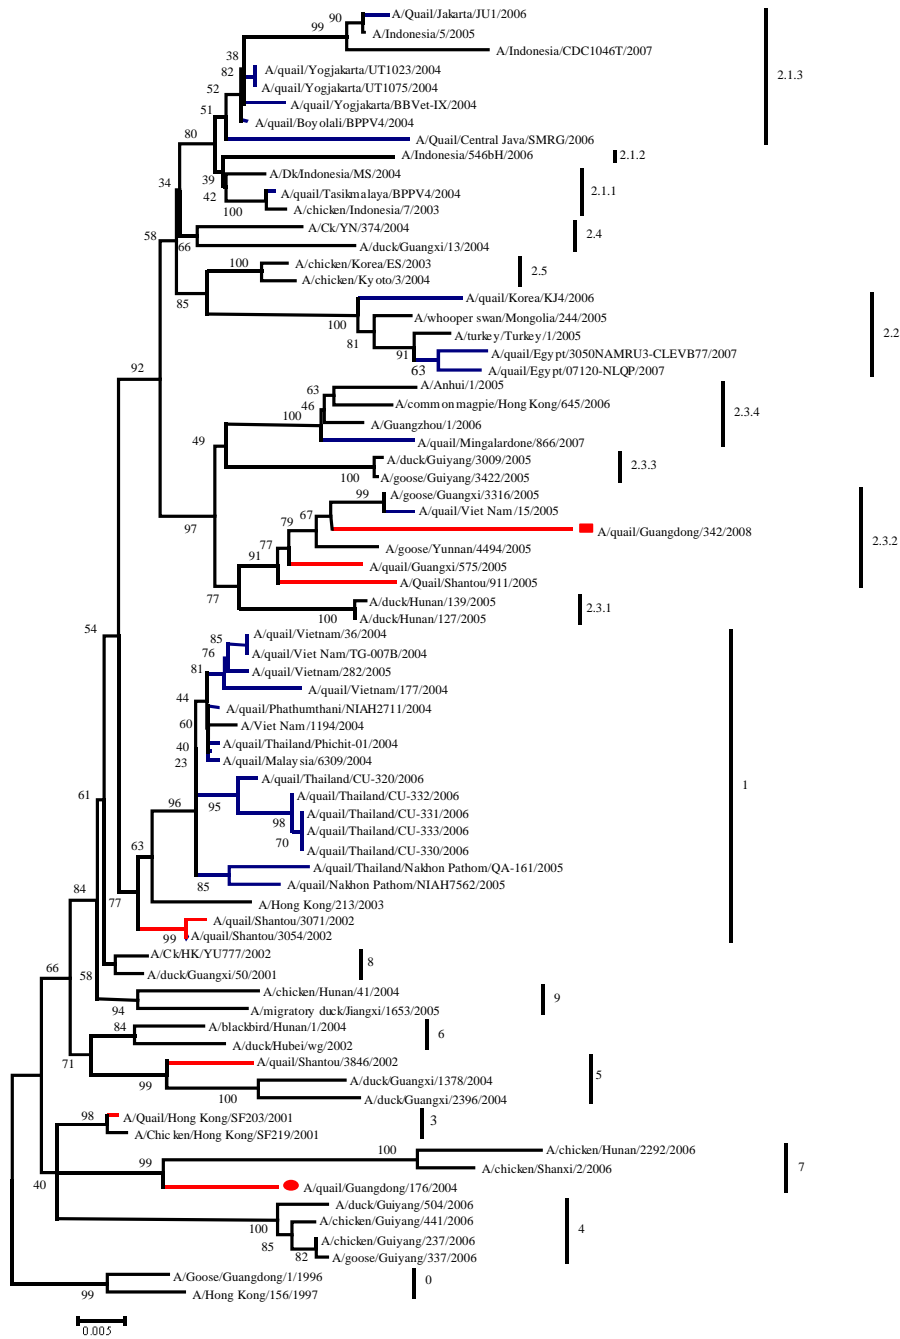 A/Quail/Jakarta/JU1/2006
90
99
A/Indonesia/5/2005
A/Indonesia/CDC1046T/2007
38
82
A/quail/Yogjakarta/UT1023/2004
2.1.3
A/quail/Yogjakarta/UT1075/2004
52
A/quail/Yogjakarta/BBVet-IX/2004
51
A/quail/Boyolali/BPPV4/2004
80
A/Quail/Central Java/SMRG/2006
A/Indonesia/546bH/2006
2.1.2
A/Dk/Indonesia/MS/2004
34
39
42
A/quail/Tasikmalaya/BPPV4/2004
2.1.1
100
A/chicken/Indonesia/7/2003
A/Ck/YN/374/2004
58
66
2.4
A/duck/Guangxi/13/2004
100
A/chicken/Korea/ES/2003
2.5
A/chicken/Kyoto/3/2004
85
A/quail/Korea/KJ4/2006
A/whooper swan/Mongolia/244/2005
100
A/turkey/Turkey/1/2005
2.2
81
91
A/quail/Egypt/3050NAMRU3-CLEVB77/2007
63
A/quail/Egypt/07120-NLQP/2007
92
A/Anhui/1/2005
63
A/common magpie/Hong Kong/645/2006
46
2.3.4
100
A/Guangzhou/1/2006
49
A/quail/Mingalardone/866/2007
A/duck/Guiyang/3009/2005
2.3.3
100
A/goose/Guiyang/3422/2005
99
A/goose/Guangxi/3316/2005
A/quail/Viet Nam/15/2005
67
97
79
A/quail/Guangdong/342/2008
2.3.2
77
A/goose/Yunnan/4494/2005
91
A/quail/Guangxi/575/2005
A/Quail/Shantou/911/2005
77
A/duck/Hunan/139/2005
2.3.1
100
A/duck/Hunan/127/2005
54
A/quail/Vietnam/36/2004
85
76
A/quail/Viet Nam/TG-007B/2004
81
A/quail/Vietnam/282/2005
A/quail/Vietnam/177/2004
44
A/quail/Phathumthani/NIAH2711/2004
60
A/Viet Nam/1194/2004
40
A/quail/Thailand/Phichit-01/2004
23
A/quail/Malaysia/6309/2004
A/quail/Thailand/CU-320/2006
1
61
96
95
A/quail/Thailand/CU-332/2006
A/quail/Thailand/CU-331/2006
98
A/quail/Thailand/CU-333/2006
70
A/quail/Thailand/CU-330/2006
63
A/quail/Thailand/Nakhon Pathom/QA-161/2005
85
A/quail/Nakhon Pathom/NIAH7562/2005
84
77
A/Hong Kong/213/2003
A/quail/Shantou/3071/2002
99
A/quail/Shantou/3054/2002
A/Ck/HK/YU777/2002
8
66
58
A/duck/Guangxi/50/2001
A/chicken/Hunan/41/2004
9
94
A/migratory duck/Jiangxi/1653/2005
84
A/blackbird/Hunan/1/2004
6
A/duck/Hubei/wg/2002
71
A/quail/Shantou/3846/2002
5
99
A/duck/Guangxi/1378/2004
100
A/duck/Guangxi/2396/2004
98
A/Quail/Hong Kong/SF203/2001
3
A/Chicken/Hong Kong/SF219/2001
100
A/chicken/Hunan/2292/2006
99
A/chicken/Shanxi/2/2006
7
40
A/quail/Guangdong/176/2004
A/duck/Guiyang/504/2006
100
A/chicken/Guiyang/441/2006
4
85
A/chicken/Guiyang/237/2006
82
A/goose/Guiyang/337/2006
A/Goose/Guangdong/1/1996
0
99
A/Hong Kong/156/1997
0.005